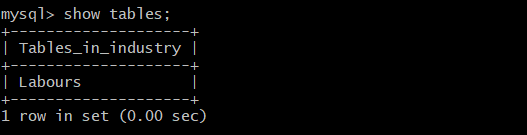 mysql> show tables;
+--------------------+
| Tables_in_industry |
+--------------------+
| Labours            |
+--------------------+
1 row in set (0.00 sec)